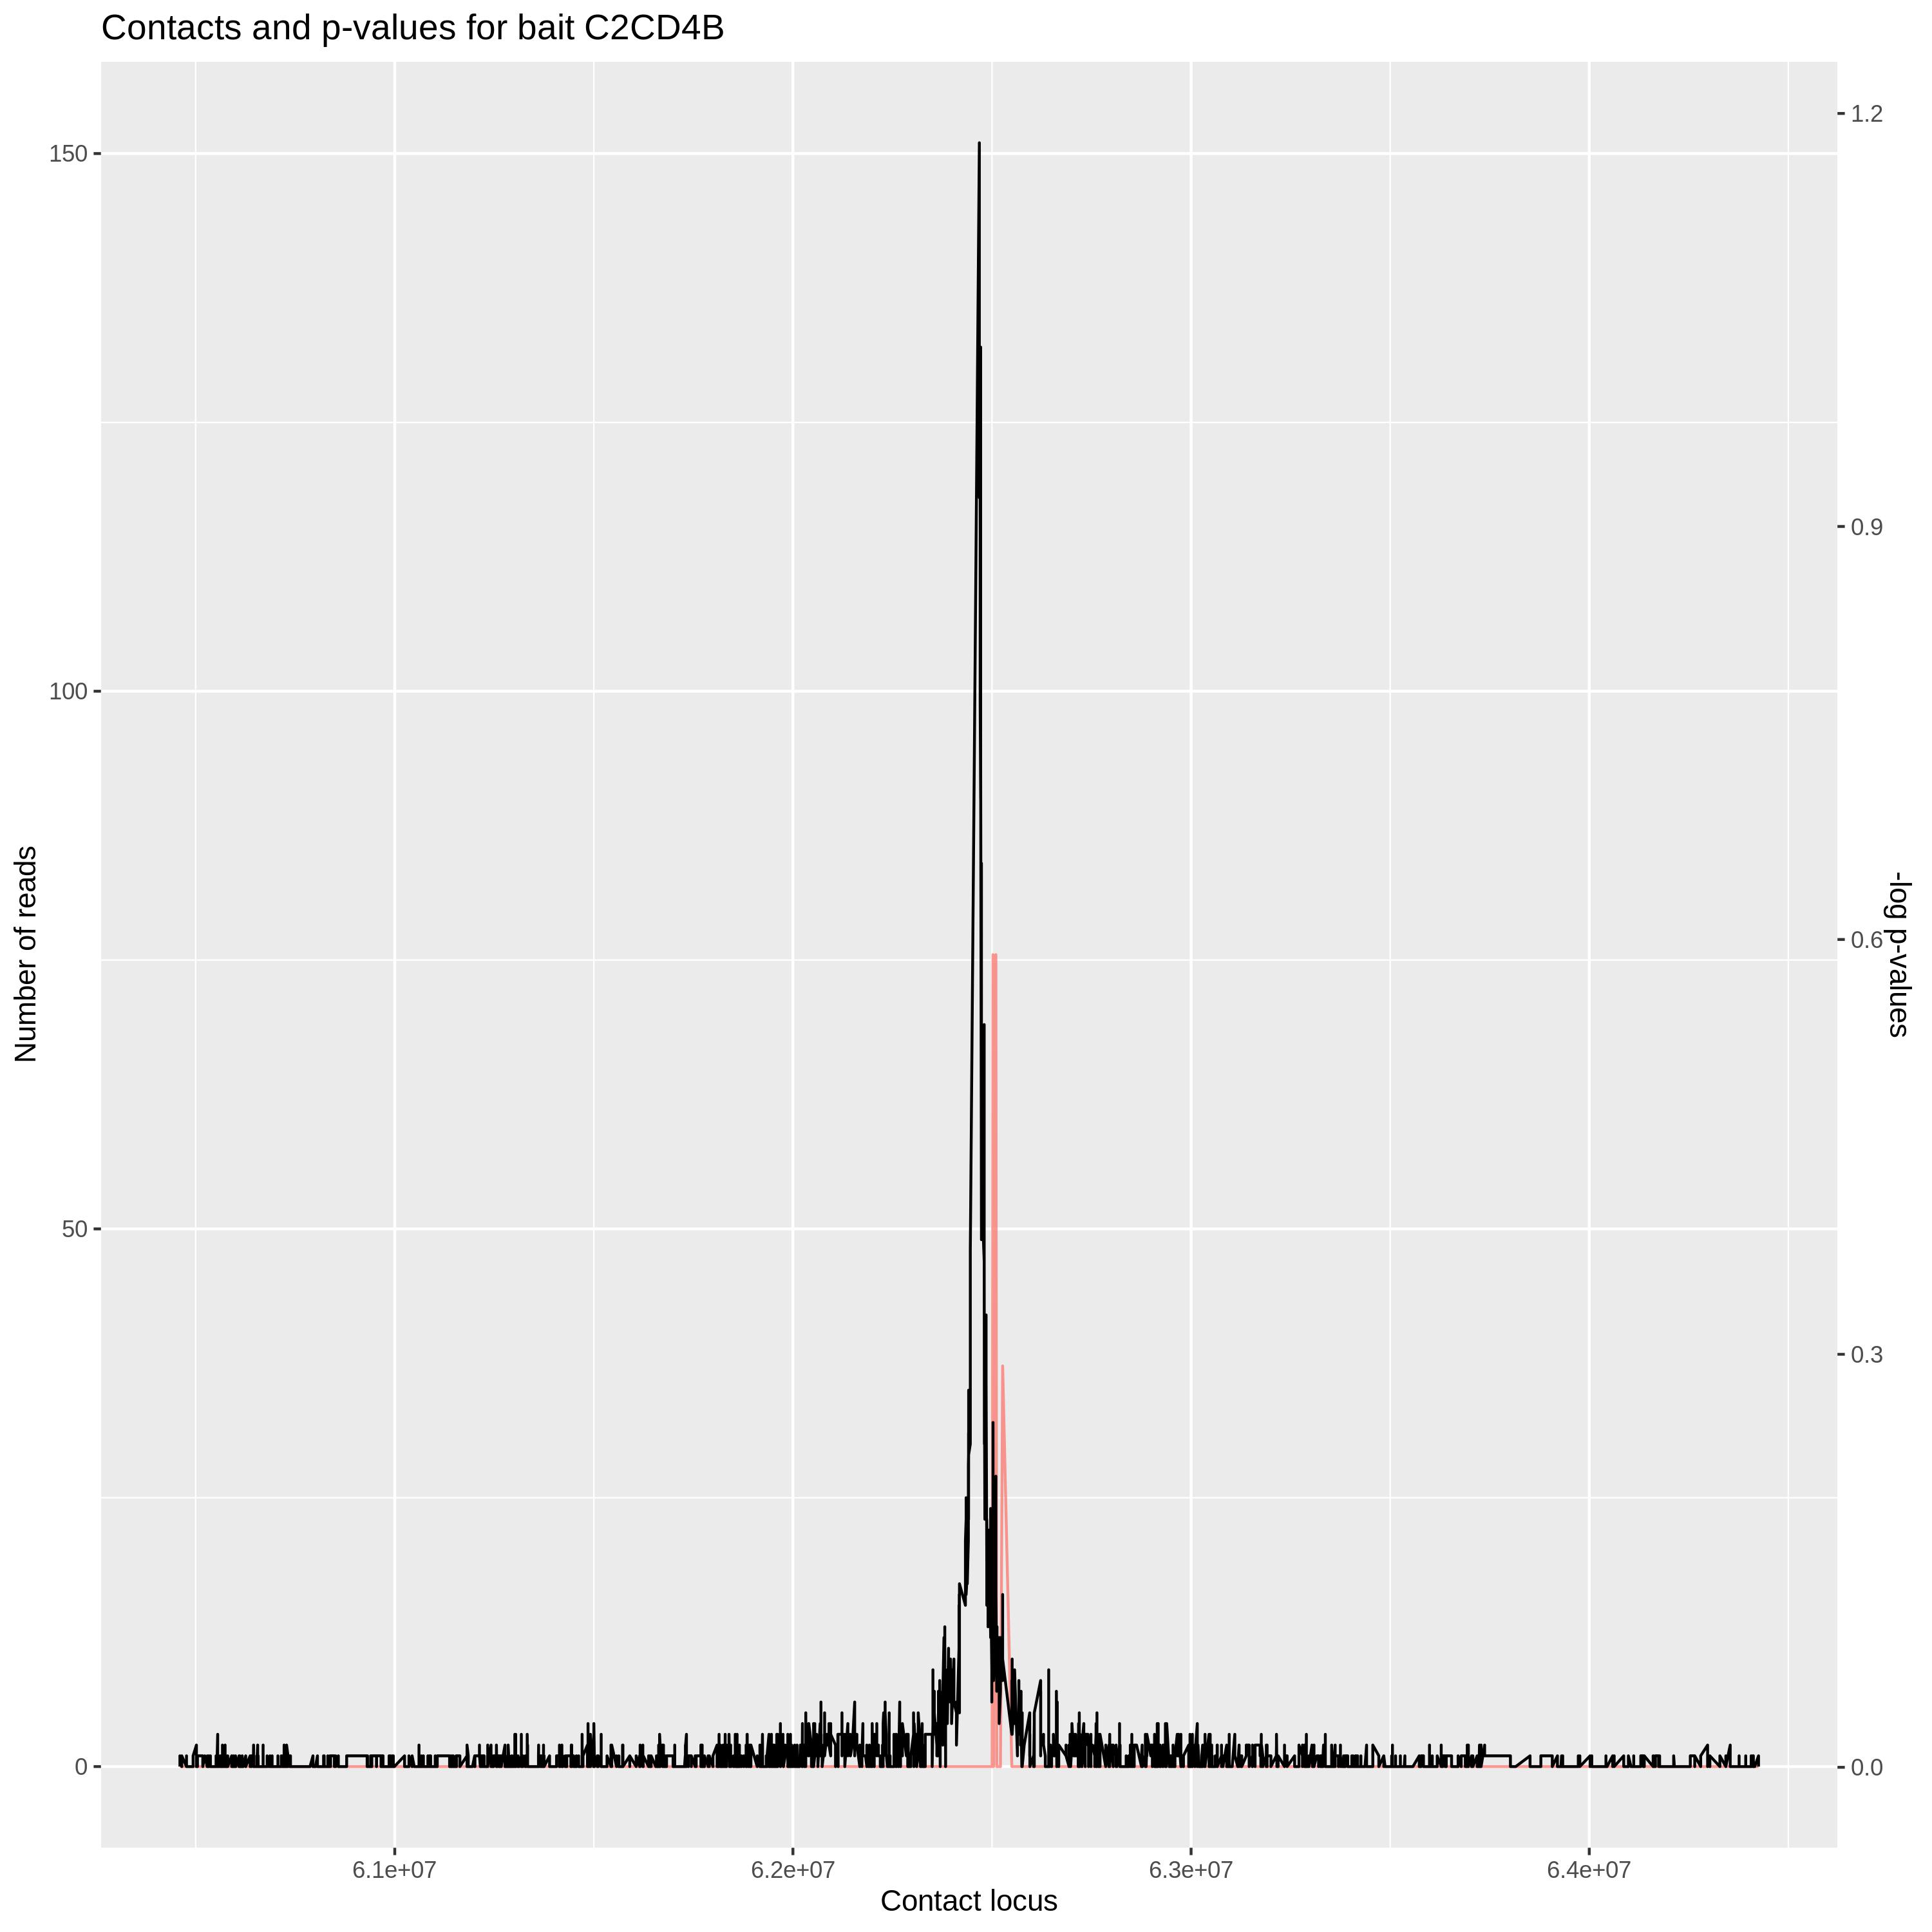 Contacts and p-values for bait C2CD4B
150
100
50
0
Number of reads
1.2
0.9
0.6
0.3
0.0
-log p-values
6.1e+07 6.2e+07 6.3e+07 6.4e+07
Contact locus